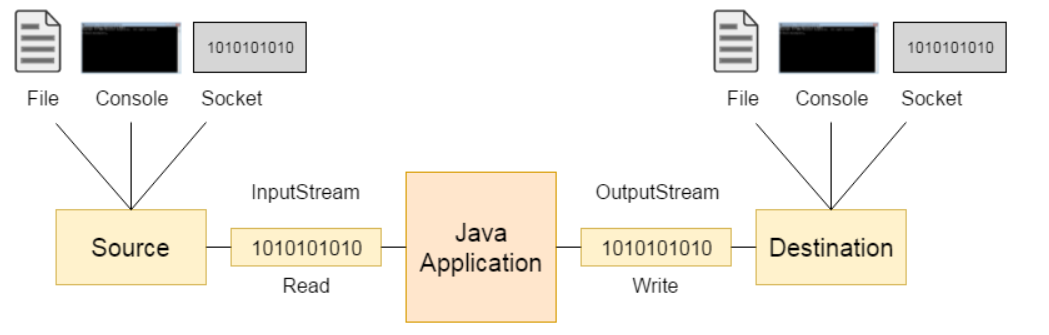 1010101010
1010101010
File
Console
Socket
File
Console
Socket
InputStream
OutputStream
Source
1010101010
Java
Application
1010101010
Destination
Read
Write